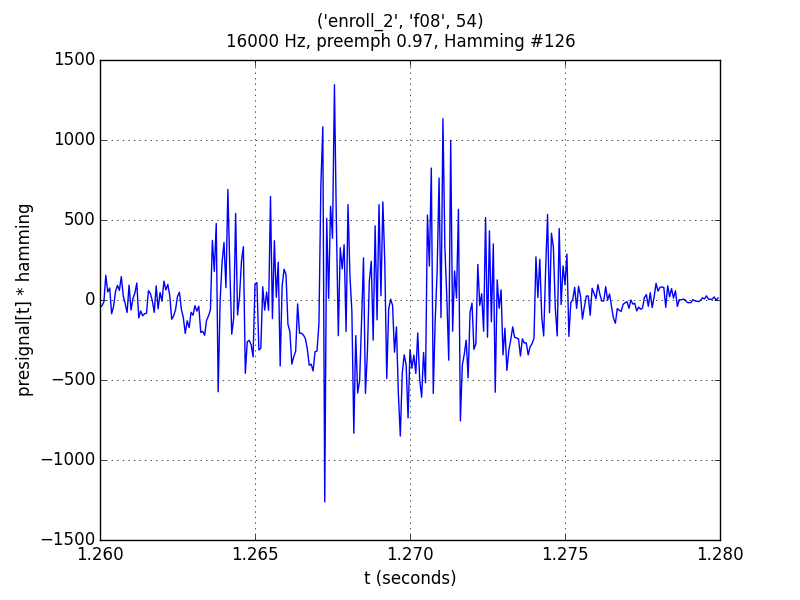 ('enroll_2', 'f08', 54)
16000 Hz, preemph 0.97, Hamming #126
1500
1000
500
0
−500
−1000
−1500
presignal[t] * hamming
1.260 1.265 1.270 1.275 1.280
t (seconds)